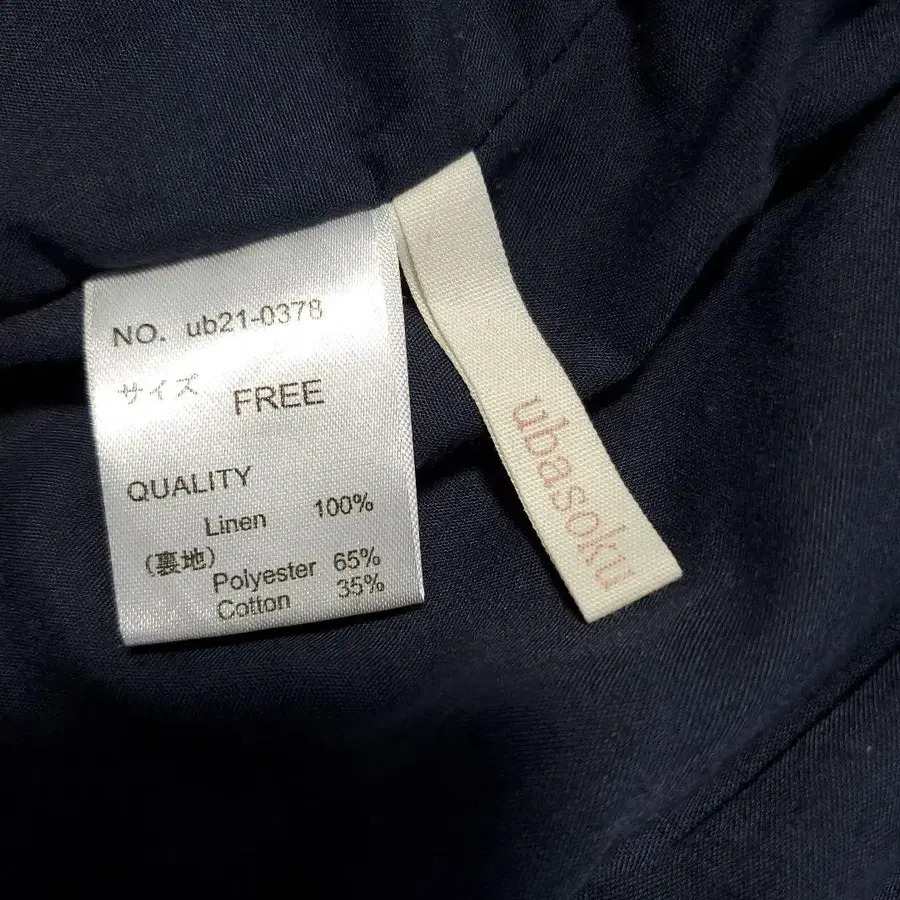 NO. ub21-0378
サイズ FREE
QUALITY
Linen 100%
(裏地)
Polyester 65%
Cotton 35%
ubasoku